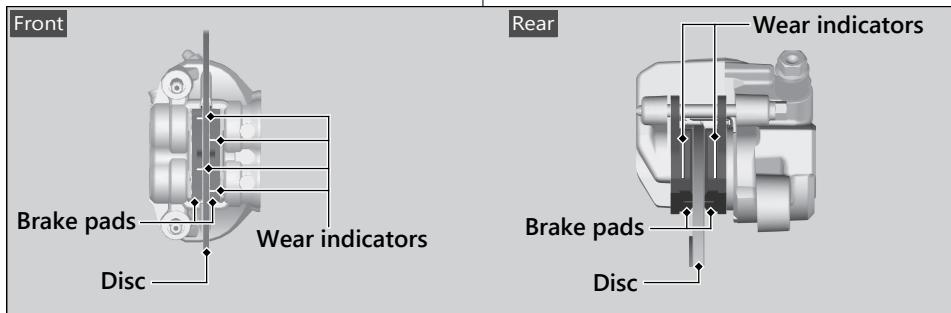 Front
Brake pads
Wear indicators
Disc
Rear
Wear indicators
Brake pads
Disc